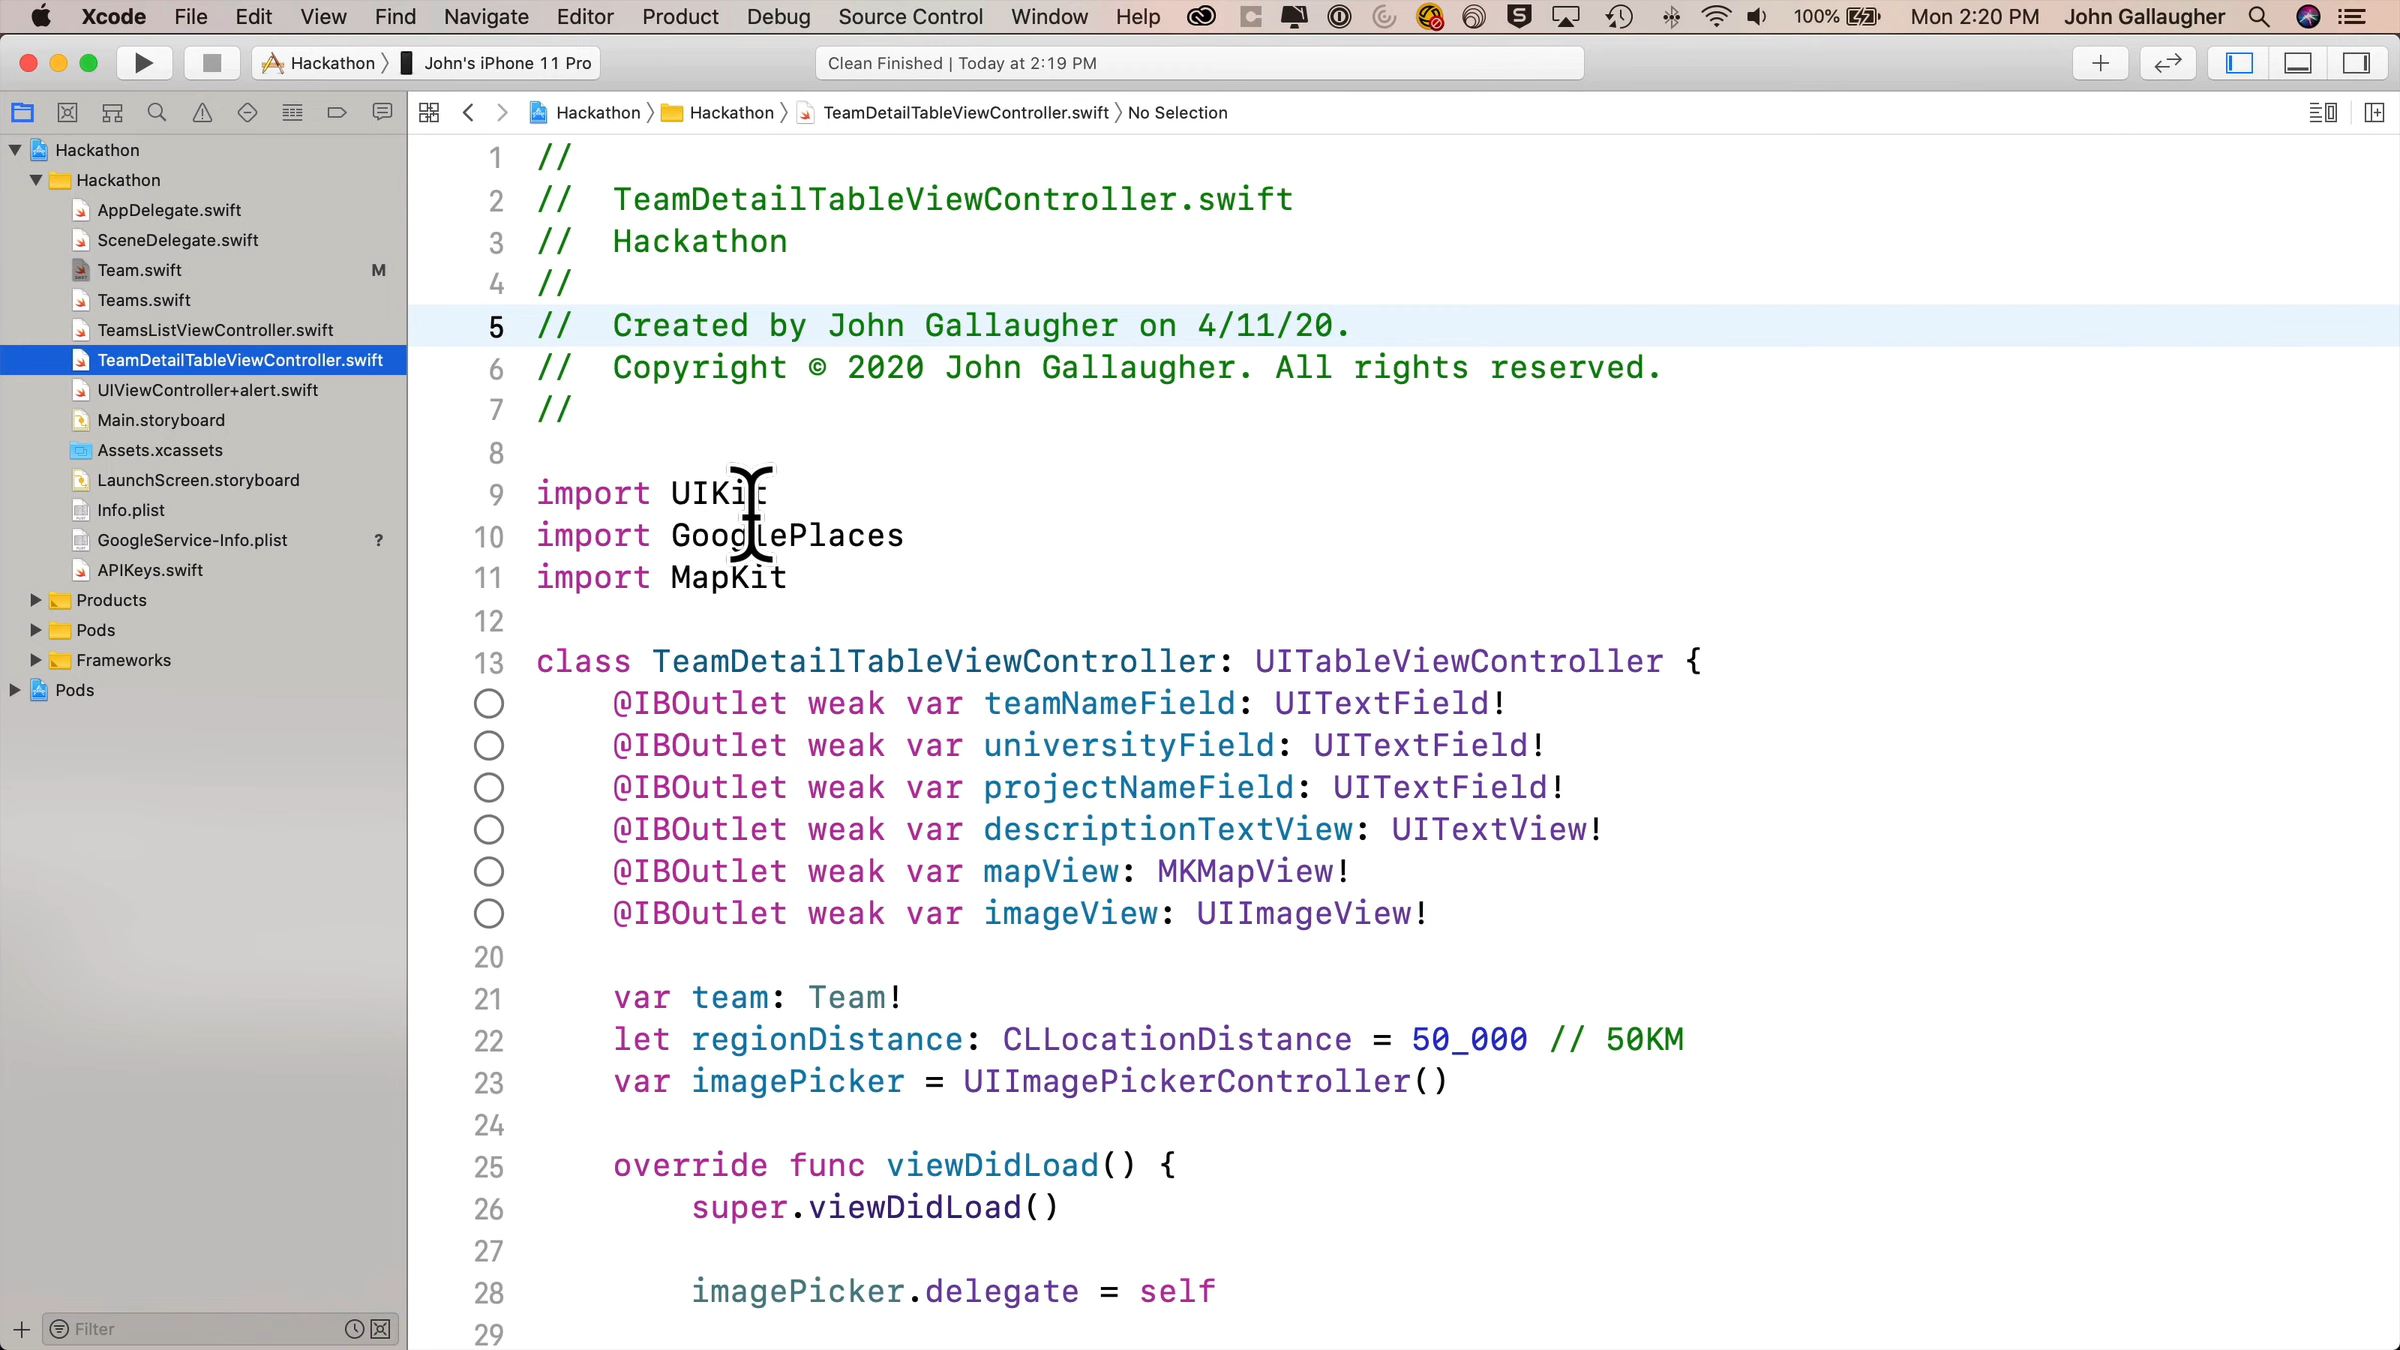 Xcode File Edit View Find Navigate Editor Product Debug Source Control Window Help 100% Mon 2:20 PM John Gallaugher
Hackathon John's iPhone 11 Pro Clean Finished | Today at 2:19 PM
Hackathon Hackathon TeamDetailTableViewController.swift No Selection
Hackathon
Hackathon
AppDelegate.swift
SceneDelegate.swift
Team.swift M
Teams.swift
TeamsListViewController.swift
TeamDetailTableViewController.swift
UIViewController+alert.swift
Main.storyboard
Assets.xcassets
LaunchScreen.storyboard
Info.plist
GoogleService-Info.plist ?
APIKeys.swift
Products
Pods
Frameworks
Pods
Filter
1 //
2 // TeamDetailTableViewController.swift
3 // Hackathon
4 //
5 // Created by John Gallaugher on 4/11/20.
6 // Copyright © 2020 John Gallaugher. All rights reserved.
7 //
8
9 import UIKit
10 import GooglePlaces
11 import MapKit
12
13 class TeamDetailTableViewController: UITableViewController {
@IBOutlet weak var teamNameField: UITextField!
@IBOutlet weak var universityField: UITextField!
@IBOutlet weak var projectNameField: UITextField!
@IBOutlet weak var descriptionTextView: UITextView!
@IBOutlet weak var mapView: MKMapView!
@IBOutlet weak var imageView: UIImageView!
20
21 var team: Team!
22 let regionDistance: CLLocationDistance = 50_000 // 50KM
23 var imagePicker = UIImagePickerController()
24
25 override func viewDidLoad() {
26 super.viewDidLoad()
27
28 imagePicker.delegate = self
29